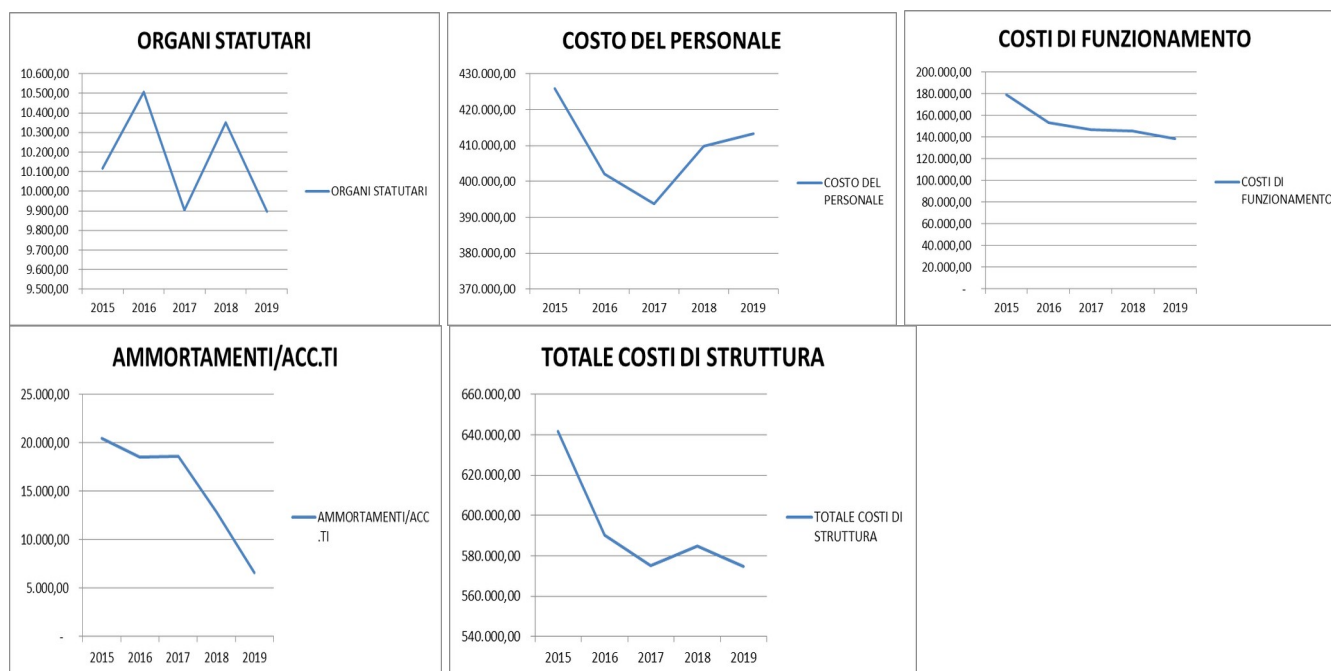 ORGANI STATUTARI
10.600,00
10.500,00
10.400,00
10.300,00
10.200,00
10.100,00
10.000,00
9.900,00
9.800,00
9.700,00
9.600,00
9.500,00
2015 2016 2017 2018 2019
ORGANI STATUTARI
COSTO DEL PERSONALE
430.000,00
420.000,00
410.000,00
400.000,00
390.000,00
380.000,00
370.000,00
2015 2016 2017 2018 2019
COSTO DEL
PERSONALE
COSTI DI FUNZIONAMENTO
200.000,00
180.000,00
160.000,00
140.000,00
120.000,00
100.000,00
80.000,00
60.000,00
40.000,00
20.000,00
-
2015 2016 2017 2018 2019
COSTI DI
FUNZIONAMENTO
AMMORTAMENTI/ACC.TI
25.000,00
20.000,00
15.000,00
10.000,00
5.000,00
-
2015 2016 2017 2018 2019
AMMORTAMENTI/ACC
.TI
TOTALE COSTI DI STRUTTURA
660.000,00
640.000,00
620.000,00
600.000,00
580.000,00
560.000,00
540.000,00
2015 2016 2017 2018 2019
TOTALE COSTI DI
STRUTTURA